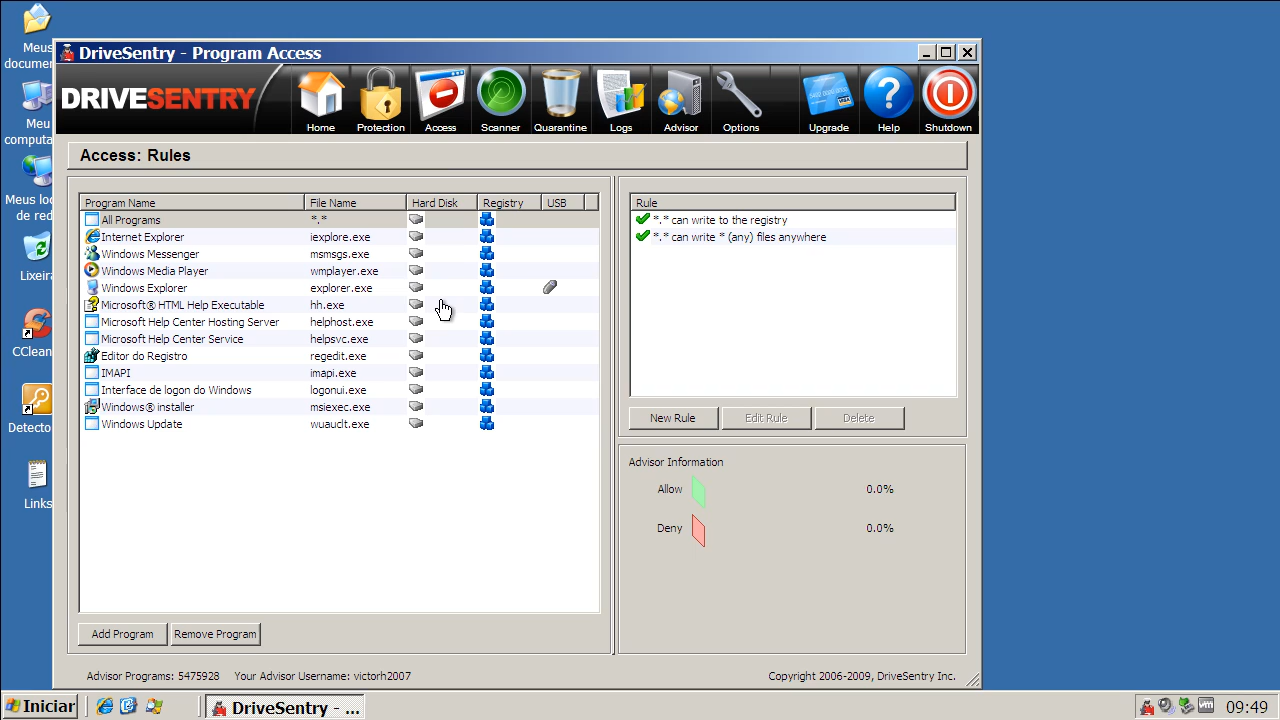 Meus
documen
Meu
computa
Meus loc
de red
Lixeira
CClean
Detecto
Links
DriveSentry - Program Access
DRIVESENTRY
Home
Protection
Access
Scanner
Quarantine
Logs
Advisor
Options
Upgrade
Help
Shutdown
Access: Rules
Program Name File Name Hard Disk Registry USB
All Programs *.*
Internet Explorer iexplore.exe
Windows Messenger msmsgs.exe
Windows Media Player wmplayer.exe
Windows Explorer explorer.exe
Microsoft® HTML Help Executable hh.exe
Microsoft Help Center Hosting Server helphost.exe
Microsoft Help Center Service helpsvc.exe
Editor do Registro regedit.exe
IMAPI imapi.exe
Interface de logon do Windows logonui.exe
Windows® installer msiexec.exe
Windows Update wuauclt.exe
Add Program
Remove Program
Rule
*.* can write to the registry
*.* can write * (any) files anywhere
New Rule
Edit Rule
Delete
Advisor Information
Allow 0.0%
Deny 0.0%
Advisor Programs: 5475928 Your Advisor Username: victorh2007
Copyright 2006-2009, DriveSentry Inc.
Iniciar
DriveSentry - ...
09:49